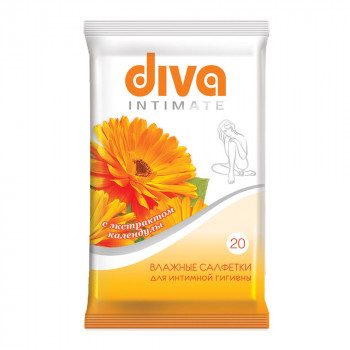 diva
INTIMATE
с экстрактом
календулы
20
ВЛАЖНЫЕ САЛФЕТКИ
для интимной гигиены